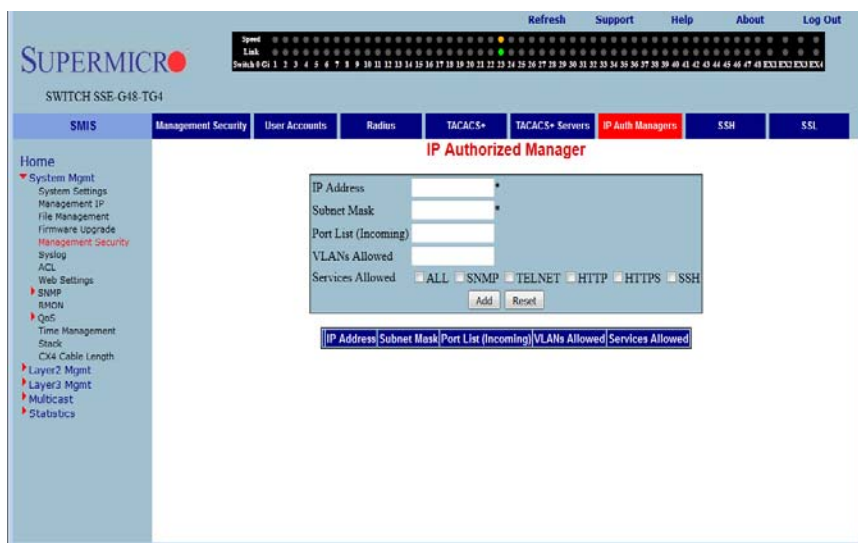 Refresh Support Help About Log Out
Speed
Link
Switch 0 Gi 1 2 3 4 5 6 7 8 9 10 11 12 13 14 15 16 17 18 19 20 21 22 23 24 25 26 27 28 29 30 31 32 33 34 35 36 37 38 39 40 41 42 43 44 45 46 47 48 EX1 EX2 EX3 EX4
SUPERMICRO
SWITCH SSE-G48-TG4
SMIS
Management Security User Accounts Radius TACACS+ TACACS+ Servers IP Auth Managers SSH SSL
Home
System Mgmt
System Settings
Management IP
File Management
Firmware Upgrade
Management Security
Syslog
ACL
Web Settings
SNMP
RMON
QoS
Time Management
Stack
CX4 Cable Length
Layer2 Mgmt
Layer3 Mgmt
Multicast
Statistics
IP Authorized Manager
IP Address *
Subnet Mask *
Port List (Incoming)
VLANs Allowed
Services Allowed ALL SNMP TELNET HTTP HTTPS SSH
Add Reset
IP Address Subnet Mask Port List (Incoming) VLANs Allowed Services Allowed